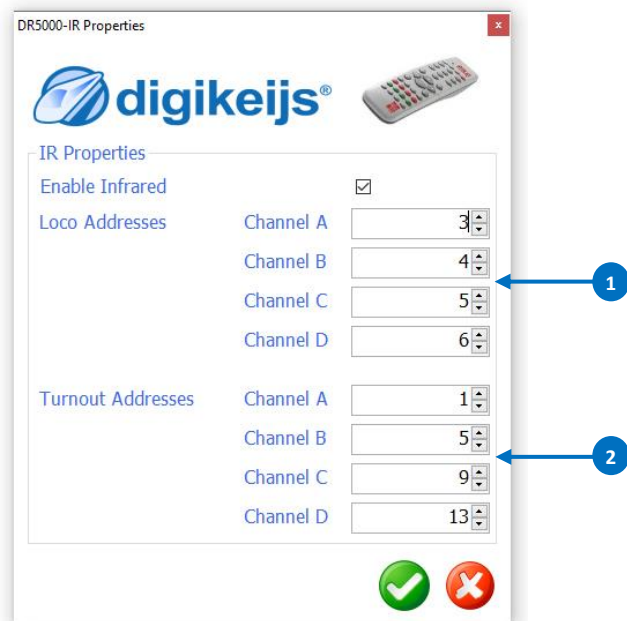 DR5000-IR Properties
x
digikeijs®
IR Properties
Enable Infrared
Loco Addresses Channel A 3
Channel B 4
Channel C 5
Channel D 6
1
Turnout Addresses Channel A 1
Channel B 5
Channel C 9
Channel D 13
2